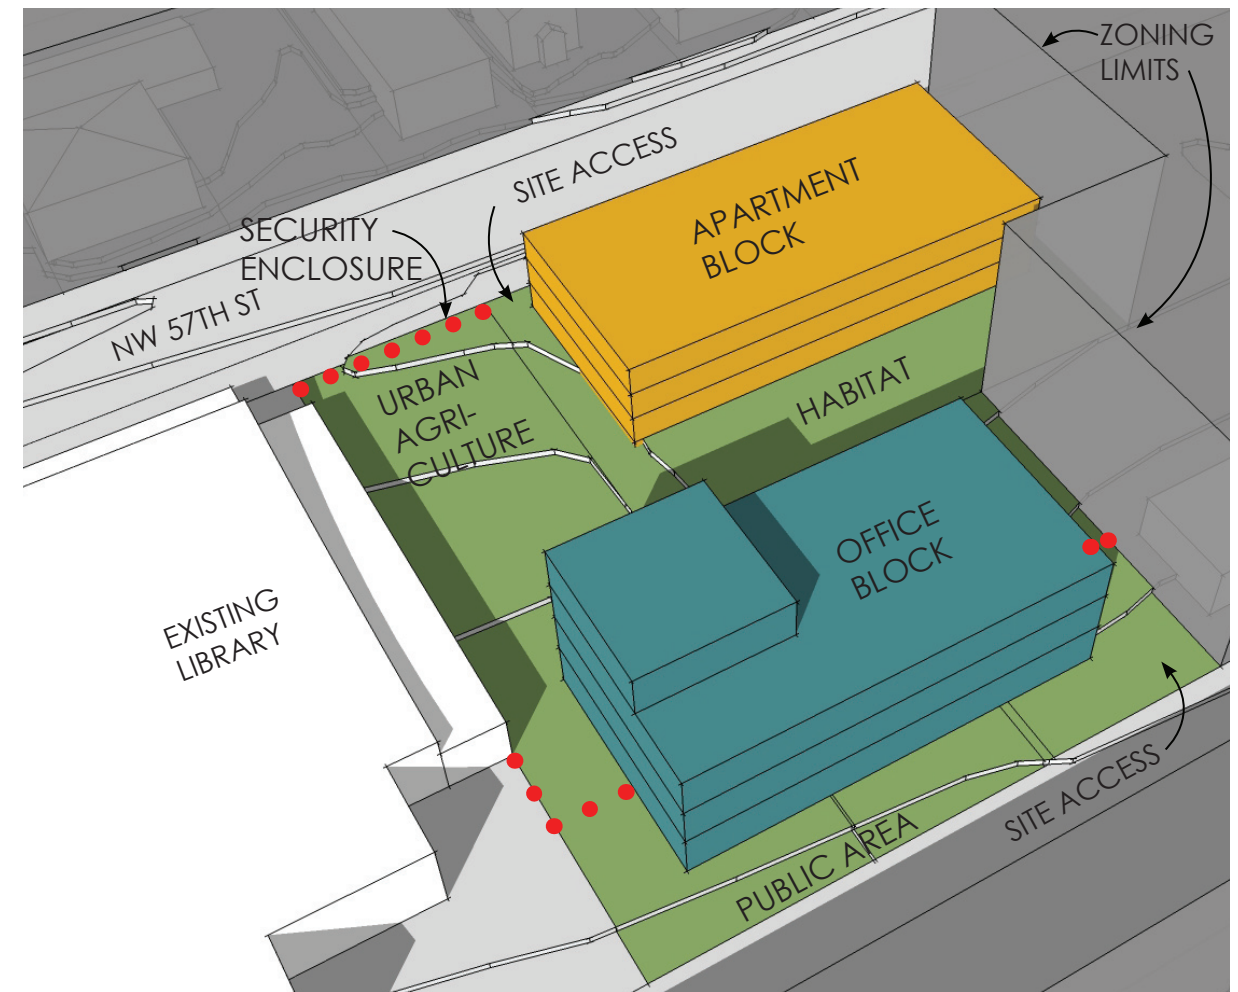 ZONING
LIMITS
SITE ACCESS
APARTMENT
BLOCK
SECURITY
ENCLOSURE
NW 57TH ST
URBAN
AGRI-
CULTURE
HABITAT
OFFICE
BLOCK
EXISTING
LIBRARY
SITE ACCESS
PUBLIC AREA